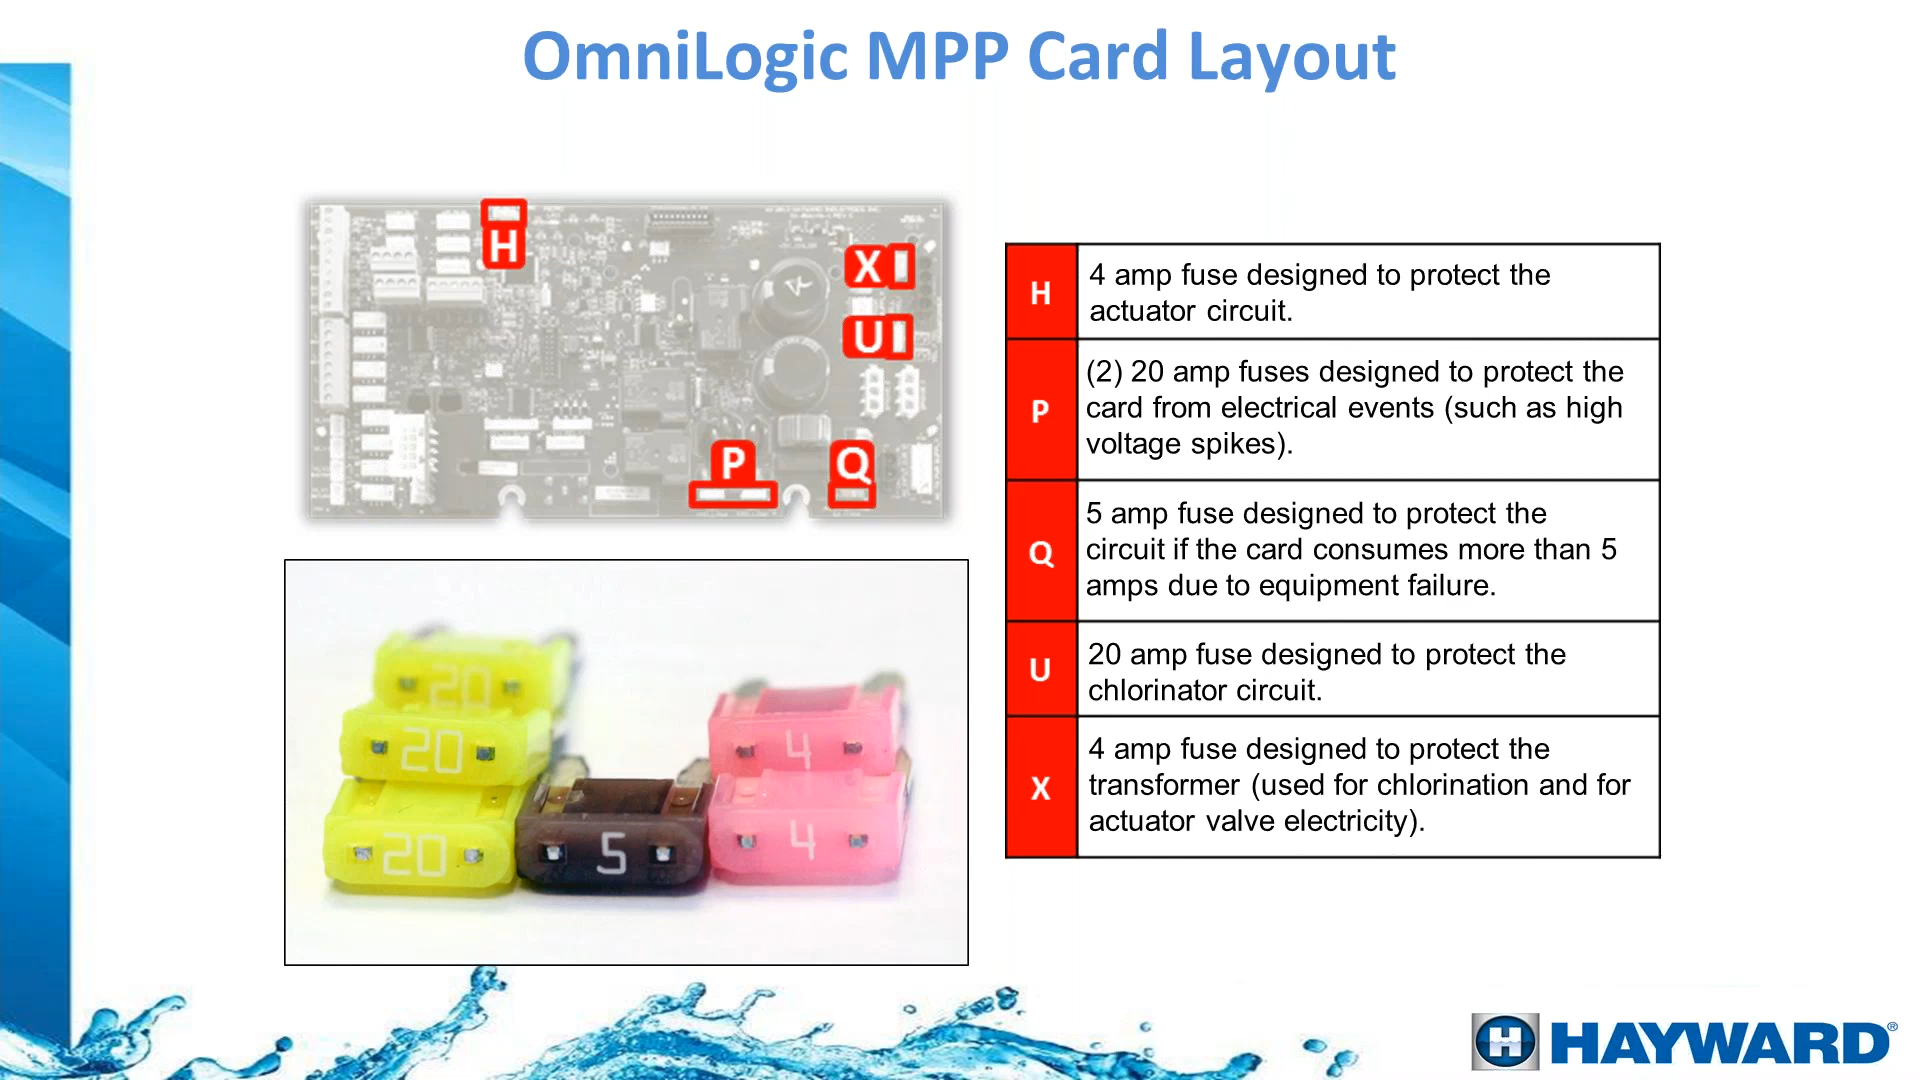 OmniLogic MPP Card Layout
H
X
U
P
Q
H
4 amp fuse designed to protect the
actuator circuit.
P
(2) 20 amp fuses designed to protect the
card from electrical events (such as high
voltage spikes).
Q
5 amp fuse designed to protect the
circuit if the card consumes more than 5
amps due to equipment failure.
U
20 amp fuse designed to protect the
chlorinator circuit.
X
4 amp fuse designed to protect the
transformer (used for chlorination and for
actuator valve electricity).
20
20
4
20
5
4
H HAYWARD®